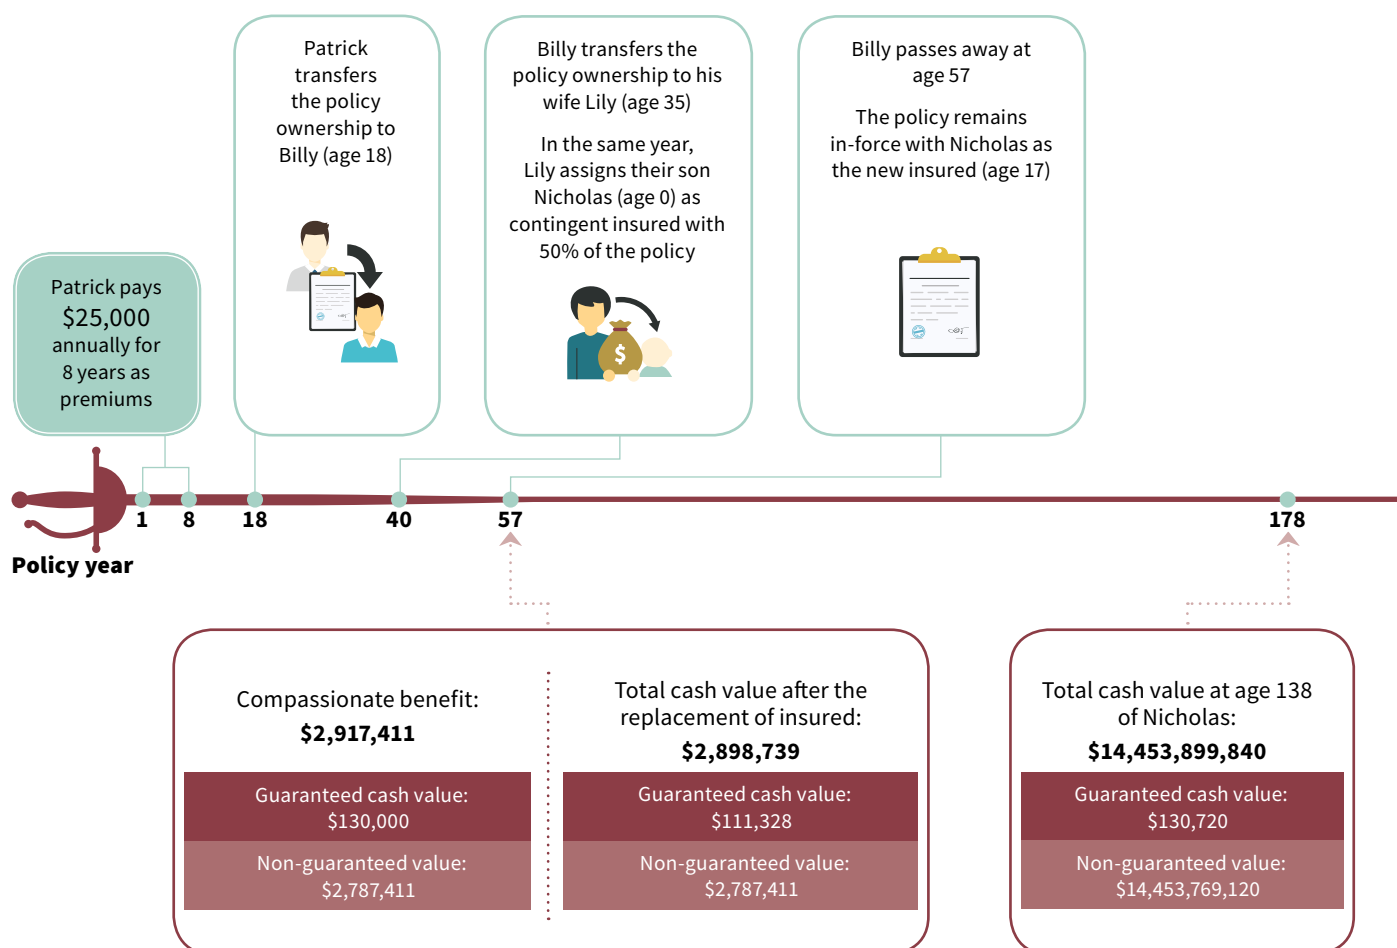 Patrick
transfers
the policy
ownership to
Billy (age 18)
Billy transfers the
policy ownership to his
wife Lily (age 35)
In the same year,
Lily assigns their son
Nicholas (age 0) as
contingent insured with
50% of the policy
Billy passes away at
age 57
The policy remains
in-force with Nicholas as
the new insured (age 17)
Patrick pays
$25,000
annually for
8 years as
premiums
$
1
8
18
40
57
178
Policy year
Compassionate benefit:
$2,917,411
Guaranteed cash value:
$130,000
Non-guaranteed value:
$2,787,411
Total cash value after the
replacement of insured:
$2,898,739
Guaranteed cash value:
$111,328
Non-guaranteed value:
$2,787,411
Total cash value at age 138
of Nicholas:
$14,453,899,840
Guaranteed cash value:
$130,720
Non-guaranteed value:
$14,453,769,120